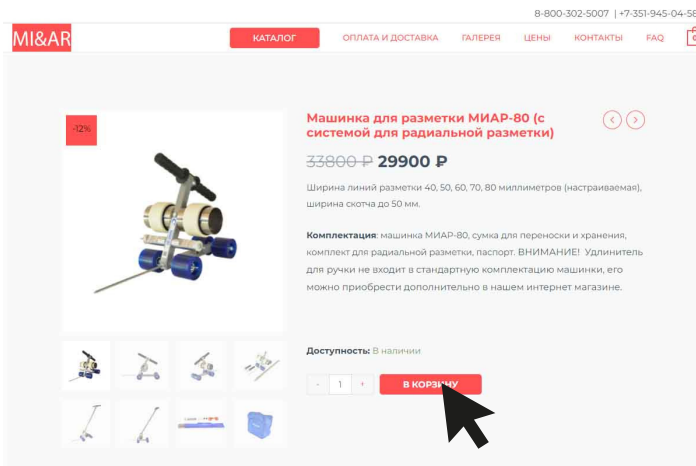 8-800-302-5007 | +7-351-945-04-58
MI&AR
КАТАЛОГ
ОПЛАТА И ДОСТАВКА
ГАЛЕРЕЯ
ЦЕНЫ
КОНТАКТЫ
FAQ
-12%
Машинка для разметки МИАР-80 (с
системой для радиальной разметки)
33800 ₽ 29900 ₽
Ширина линий разметки 40, 50, 60, 70, 80 миллиметров (настраиваемая),
ширина скотча до 50 мм.
Комплектация: машинка МИАР-80, сумка для переноски и хранения,
комплект для радиальной разметки, паспорт. ВНИМАНИЕ! Удлинитель
для ручки не входит в стандартную комплектацию машинки, его
можно приобрести дополнительно в нашем интернет магазине.
Доступность: В наличии
- 1 +
В КОРЗИНУ